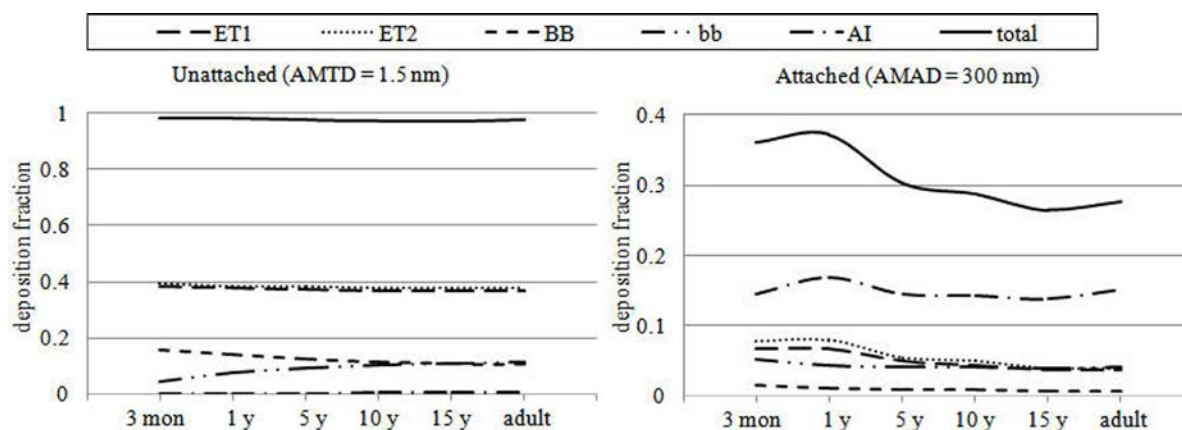 ET1 ET2 BB bb AI total
Unattached (AMTD = 1.5 nm)
deposition fraction
1
0.8
0.6
0.4
0.2
0
3 mon 1 y 5 y 10 y 15 y adult
Attached (AMAD = 300 nm)
deposition fraction
0.4
0.3
0.2
0.1
0
3 mon 1 y 5 y 10 y 15 y adult